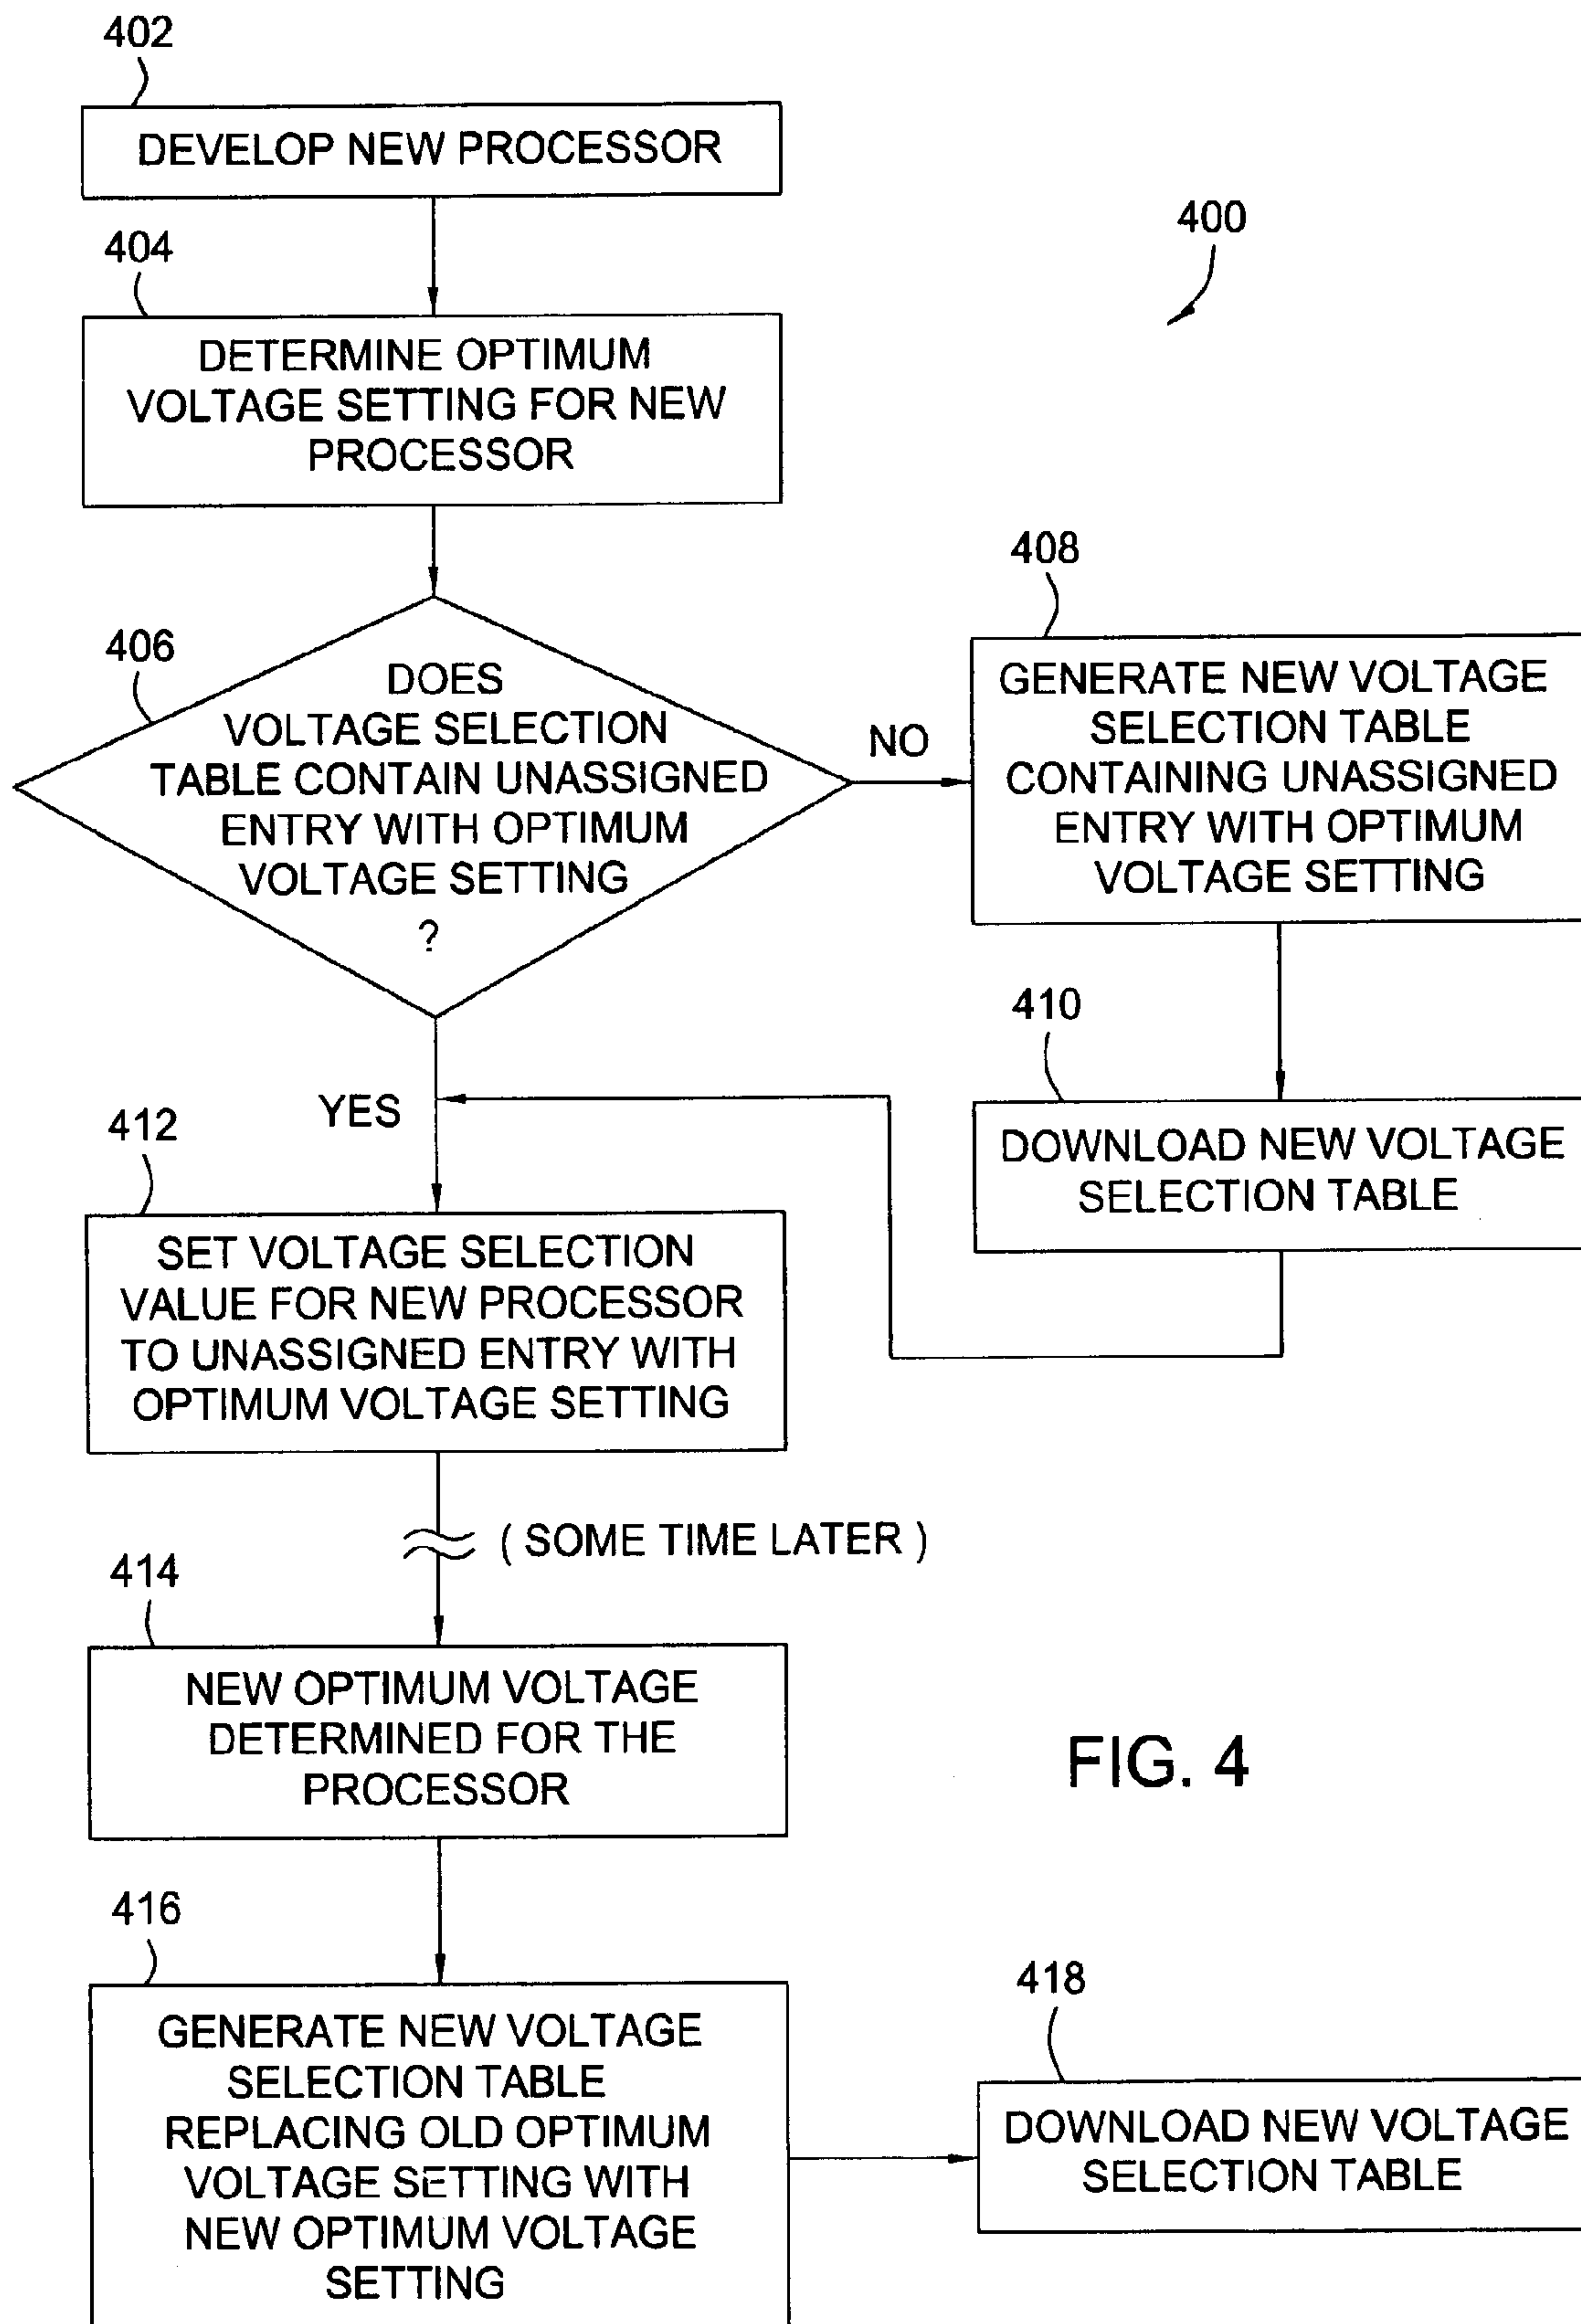 402
DEVELOP NEW PROCESSOR
400
404
DETERMINE OPTIMUM
VOLTAGE SETTING FOR NEW
PROCESSOR
406
DOES
VOLTAGE SELECTION
TABLE CONTAIN UNASSIGNED
ENTRY WITH OPTIMUM
VOLTAGE SETTING
?
NO
408
GENERATE NEW VOLTAGE
SELECTION TABLE
CONTAINING UNASSIGNED
ENTRY WITH OPTIMUM
VOLTAGE SETTING
410
DOWNLOAD NEW VOLTAGE
SELECTION TABLE
YES
412
SET VOLTAGE SELECTION
VALUE FOR NEW PROCESSOR
TO UNASSIGNED ENTRY WITH
OPTIMUM VOLTAGE SETTING
( SOME TIME LATER )
414
NEW OPTIMUM VOLTAGE
DETERMINED FOR THE
PROCESSOR
FIG. 4
416
GENERATE NEW VOLTAGE
SELECTION TABLE
REPLACING OLD OPTIMUM
VOLTAGE SETTING WITH
NEW OPTIMUM VOLTAGE
SETTING
418
DOWNLOAD NEW VOLTAGE
SELECTION TABLE